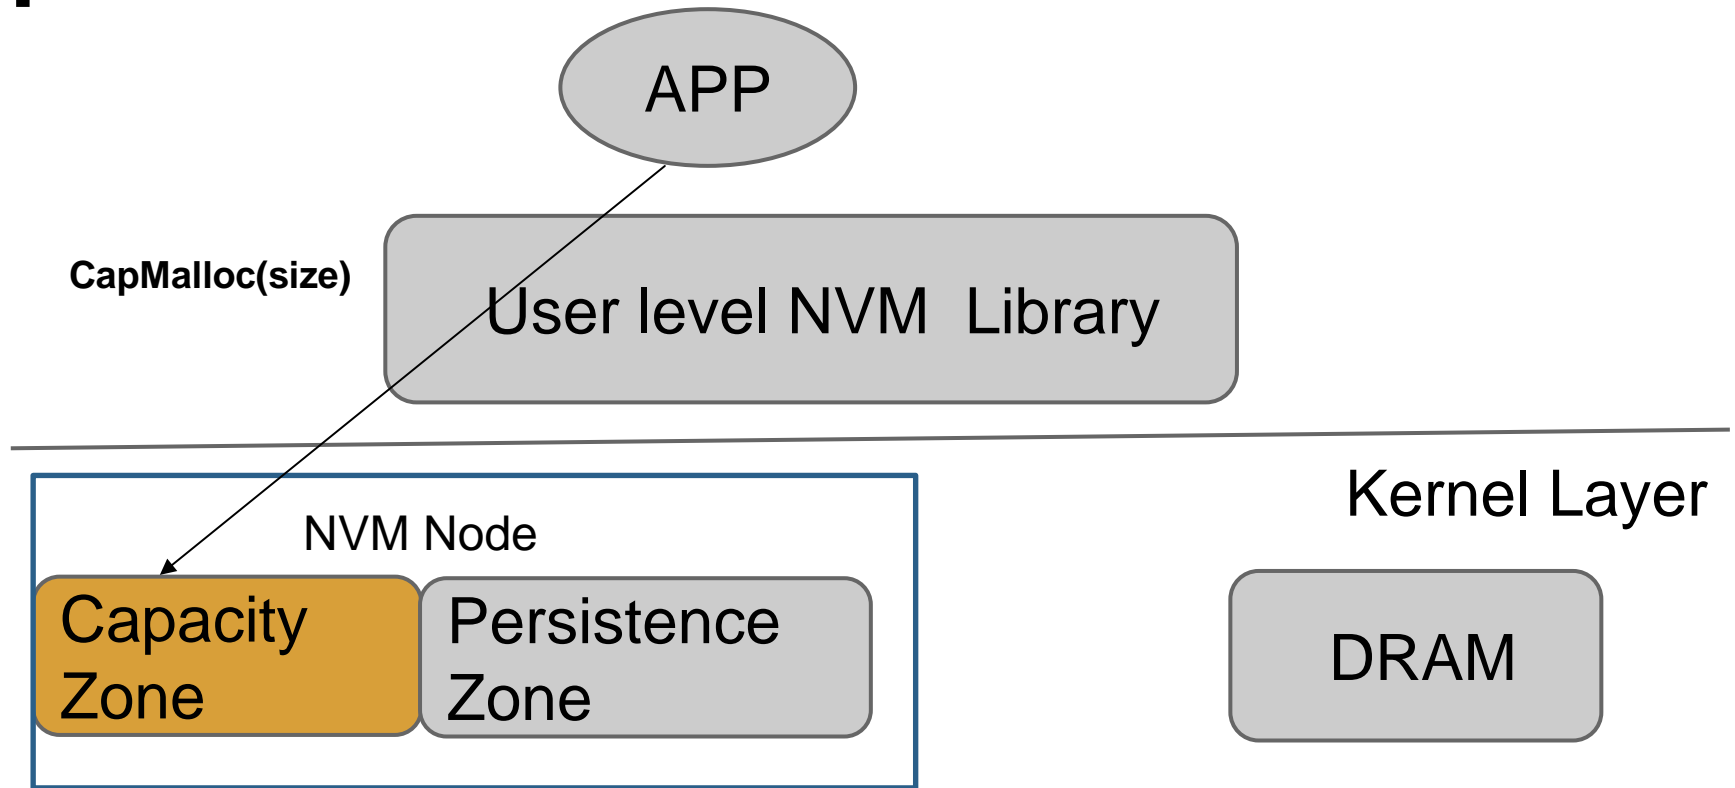 APP
CapMalloc(size)
User level NVM  Library
Kernel Layer
NVM Node
Capacity
Zone
Persistence
Zone
DRAM